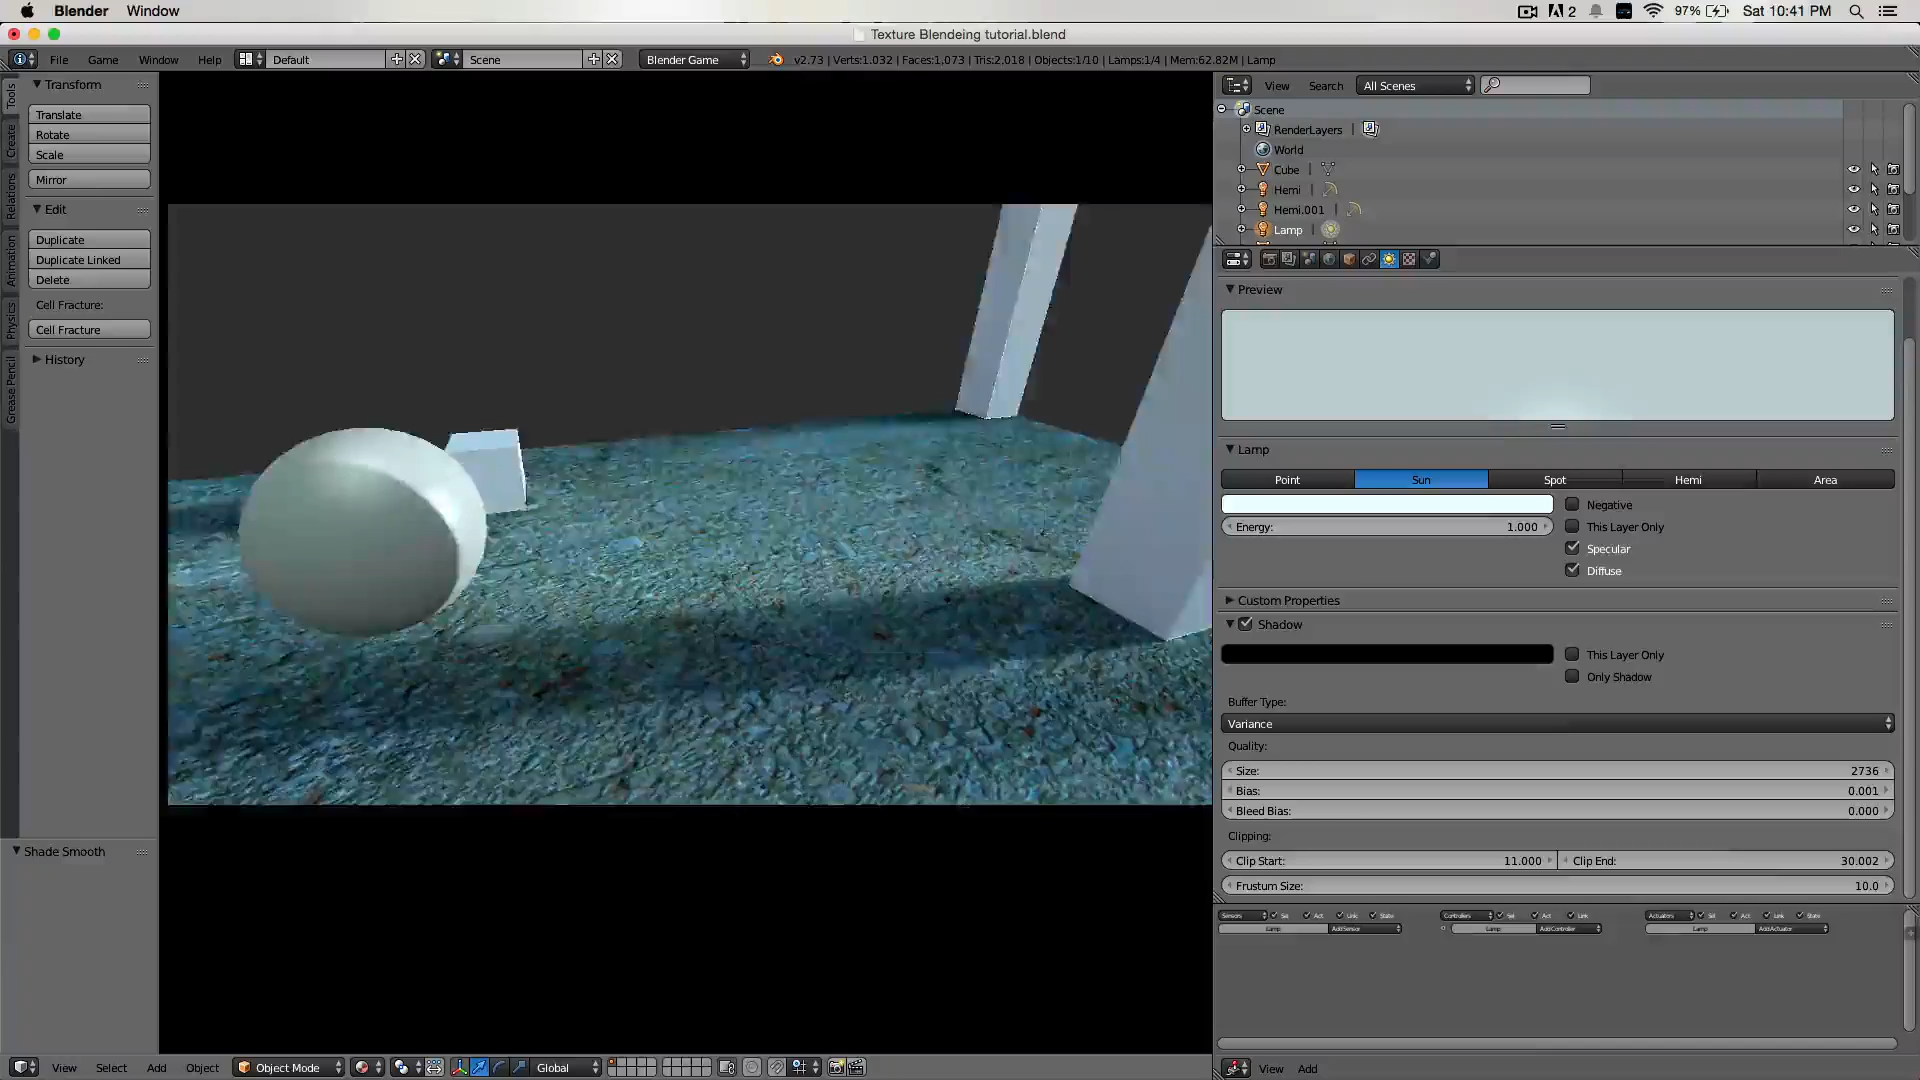 Blender Window 2 97% Sat 10:41 PM
Texture Blendeing tutorial.blend
File Game Window Help Default Scene Blender Game v2.73 | Verts:1.032 | Faces:1,073 | Tris:2,018 | Objects:1/10 | Lamps:1/4 | Mem:62.82M | Lamp
Tools
Create
Relations
Animation
Physics
Grease Pencil
Transform
Translate
Rotate
Scale
Mirror
Edit
Duplicate
Duplicate Linked
Delete
Cell Fracture:
Cell Fracture
History
Shade Smooth
View Search All Scenes
Scene
RenderLayers |
World
Cube |
Hemi |
Hemi.001 |
Lamp |
Preview
Lamp
Point Sun Spot Hemi Area
Negative
Energy: 1.000 This Layer Only
Specular
Diffuse
Custom Properties
Shadow
This Layer Only
Only Shadow
Buffer Type:
Variance
Quality:
Size: 2736
Bias: 0.001
Bleed Bias: 0.000
Clipping:
Clip Start: 11.000 Clip End: 30.002
Frustum Size: 10.0
Sensors Sel Act Link State Controllers Sel Act Link Actuators Sel Act Link State
Lamp Add Sensor Lamp Add Controller Lamp Add Actuator
View Select Add Object Object Mode Global View Add